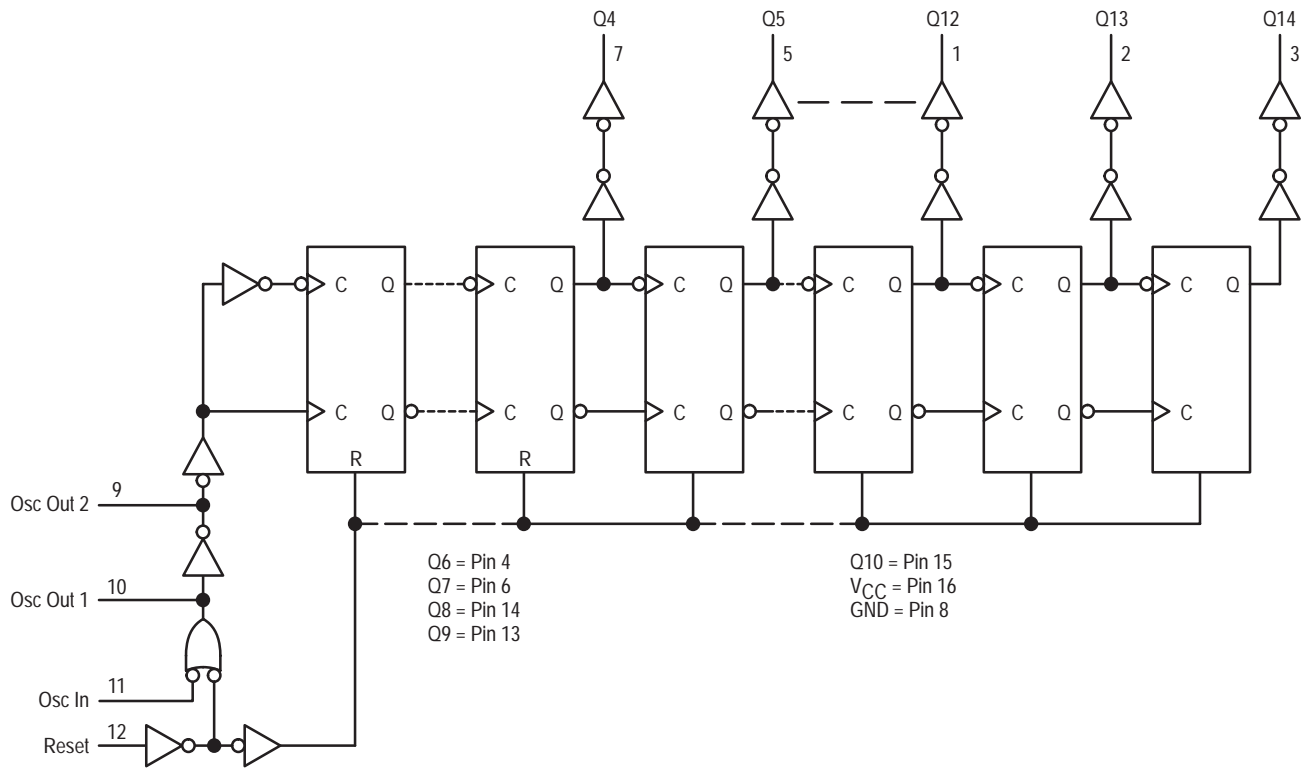 Q4 Q5 Q12 Q13 Q14
7 5 1 2 3
C Q C Q C Q C Q C Q C Q
C Q C Q C Q C Q C Q C
R R
Osc Out 2 9
Q6 = Pin 4
Q7 = Pin 6
Q8 = Pin 14
Q9 = Pin 13
Q10 = Pin 15
VCC = Pin 16
GND = Pin 8
Osc Out 1 10
Osc In 11
Reset 12